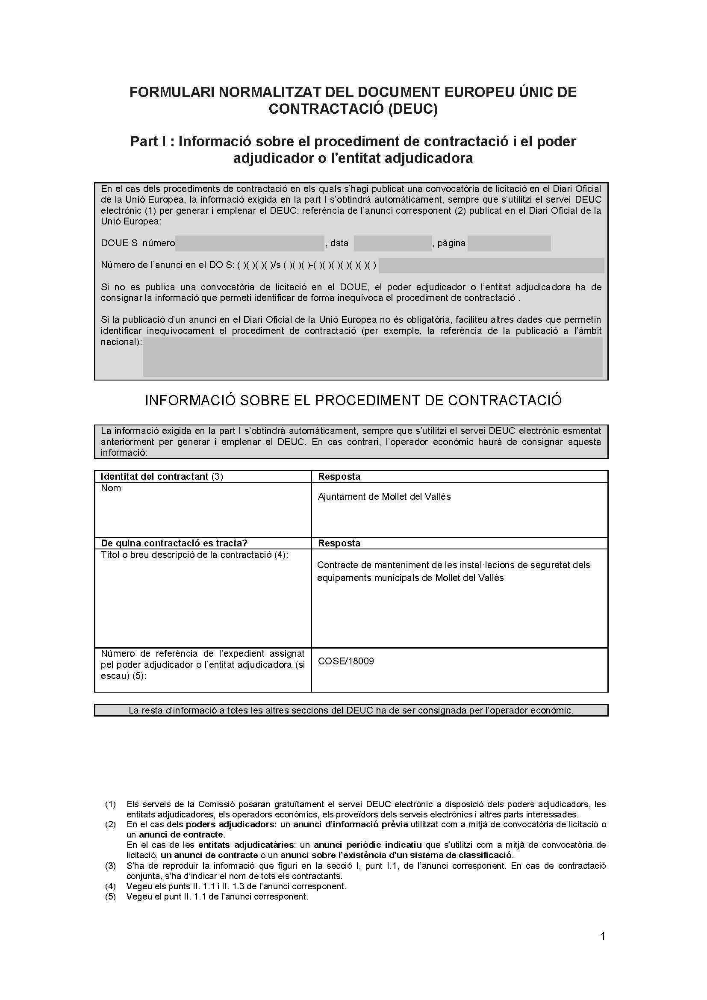 FORMULARI NORMALITZAT DEL DOCUMENT EUROPEU ÚNIC DE
CONTRACTACIÓ (DEUC)
Part I : Informació sobre el procediment de contractació i el poder
adjudicador o l'entitat adjudicadora
En el cas dels procediments de contractació en els quals s’hagi publicat una convocatòria de licitació en el Diari Oficial
de la Unió Europea, la informació exigida en la part I s’obtindrà automàticament, sempre que s’utilitzi el servei DEUC
electrònic (1) per generar i emplenar el DEUC: referència de l’anunci corresponent (2) publicat en el Diari Oficial de la
Unió Europea:
DOUE S número , data , pàgina
Número de l’anunci en el DO S: ( )( )( )( )/s ( )( )( )-( )( )( )( )( )( )( )
Si no es publica una convocatòria de licitació en el DOUE, el poder adjudicador o l’entitat adjudicadora ha de
consignar la informació que permeti identificar de forma inequívoca el procediment de contractació .
Si la publicació d’un anunci en el Diari Oficial de la Unió Europea no és obligatòria, faciliteu altres dades que permetin
identificar inequívocament el procediment de contractació (per exemple, la referència de la publicació a l’àmbit
nacional):
INFORMACIÓ SOBRE EL PROCEDIMENT DE CONTRACTACIÓ
La informació exigida en la part I s’obtindrà automàticament, sempre que s’utilitzi el servei DEUC electrònic esmentat
anteriorment per generar i emplenar el DEUC. En cas contrari, l’operador econòmic haurà de consignar aquesta
informació:
Identitat del contractant (3) Resposta
Nom
Ajuntament de Mollet del Vallès
De quina contractació es tracta? Resposta
Títol o breu descripció de la contractació (4):
Contracte de manteniment de les instal·lacions de seguretat dels
equipaments municipals de Mollet del Vallès
Número de referència de l’expedient assignat
pel poder adjudicador o l’entitat adjudicadora (si
escau) (5):
COSE/18009
La resta d’informació a totes les altres seccions del DEUC ha de ser consignada per l’operador econòmic.
(1) Els serveis de la Comissió posaran gratuïtament el servei DEUC electrònic a disposició dels poders adjudicadors, les
entitats adjudicadores, els operadors econòmics, els proveïdors dels serveis electrònics i altres parts interessades.
(2) En el cas dels poders adjudicadors: un anunci d’informació prèvia utilitzat com a mitjà de convocatòria de licitació o
un anunci de contracte.
En el cas de les entitats adjudicatàries: un anunci periòdic indicatiu que s’utilitzi com a mitjà de convocatòria de
licitació, un anunci de contracte o un anunci sobre l’existència d’un sistema de classificació.
(3) S’ha de reproduir la informació que figuri en la secció I, punt I.1, de l’anunci corresponent. En cas de contractació
conjunta, s’ha d’indicar el nom de tots els contractants.
(4) Vegeu els punts II. 1.1 i II. 1.3 de l’anunci corresponent.
(5) Vegeu el punt II. 1.1 de l’anunci corresponent.
1